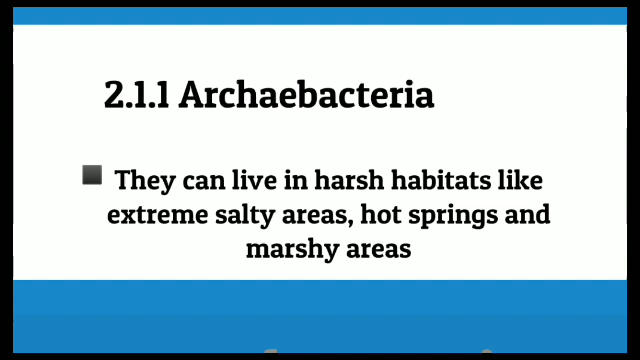 2.1.1 Archaebacteria
They can live in harsh habitats like
extreme salty areas, hot springs and
marshy areas